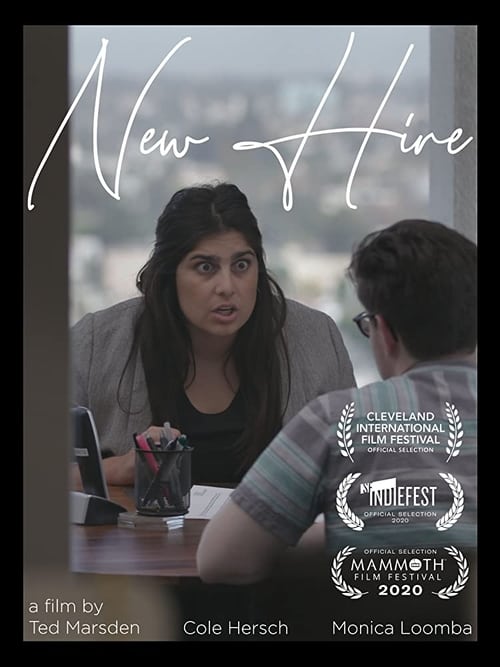 New Hire
CLEVELAND
INTERNATIONAL
FILM FESTIVAL
OFFICIAL SELECTION
INDIEFEST
OFFICIAL SELECTION
2020
OFFICIAL SELECTION
MAMMOTH
FILM FESTIVAL
2020
a film by
Ted Marsden
Cole Hersch
Monica Loomba